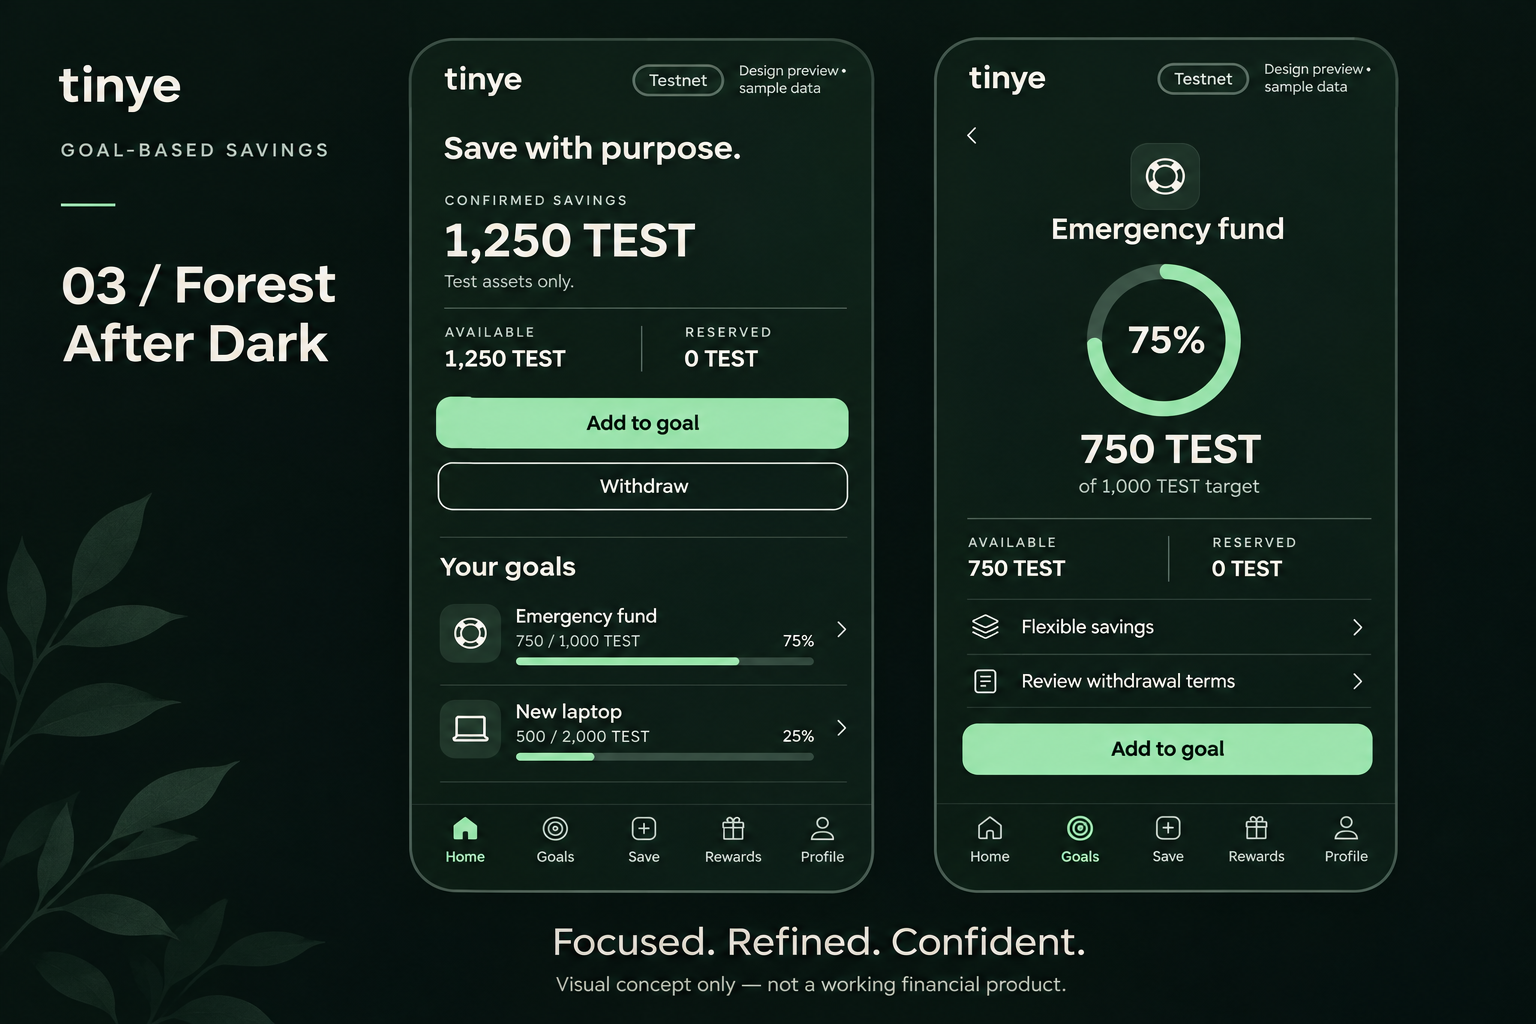 tinye
GOAL-BASED SAVINGS
03 / Forest
After Dark
tinye
Testnet
Design preview •
sample data
Save with purpose.
CONFIRMED SAVINGS
1,250 TEST
Test assets only.
AVAILABLE
1,250 TEST
RESERVED
0 TEST
Add to goal
Withdraw
Your goals
Emergency fund
750 / 1,000 TEST
75%
New laptop
500 / 2,000 TEST
25%
Home
Goals
Save
Rewards
Profile
tinye
Testnet
Design preview •
sample data
Emergency fund
75%
750 TEST
of 1,000 TEST target
AVAILABLE
750 TEST
RESERVED
0 TEST
Flexible savings
Review withdrawal terms
Add to goal
Home
Goals
Save
Rewards
Profile
Focused. Refined. Confident.
Visual concept only — not a working financial product.